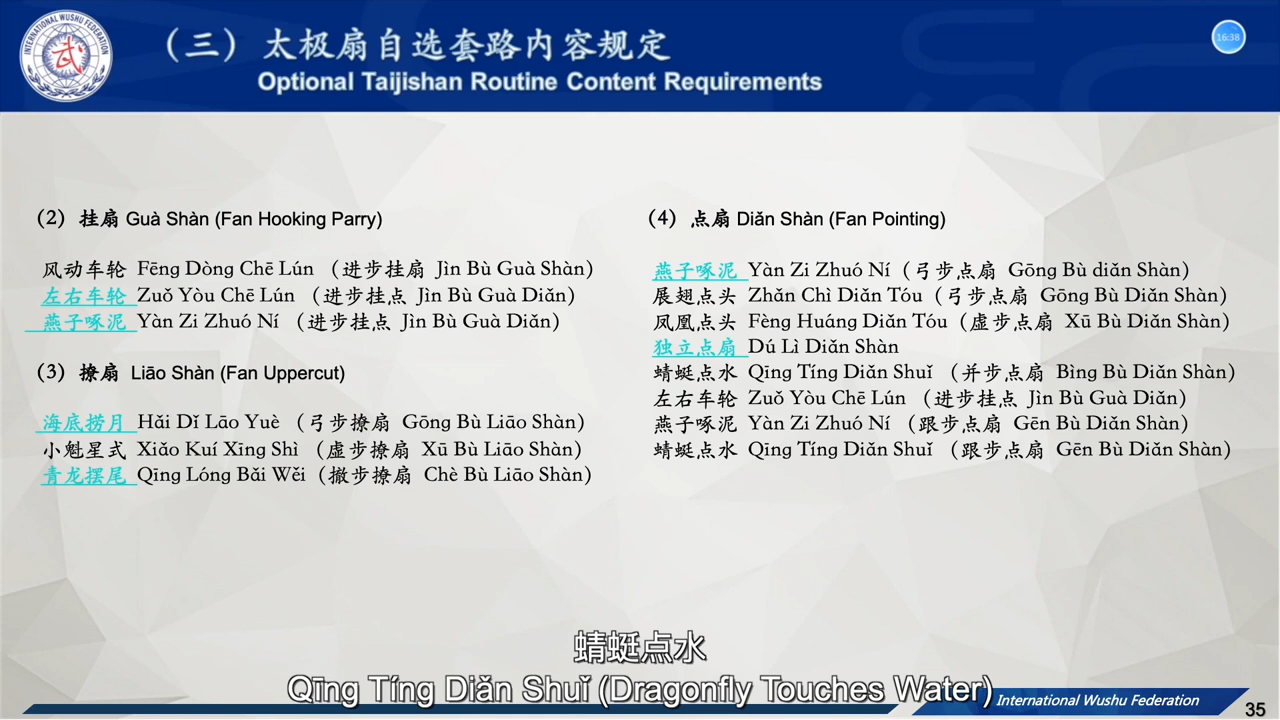 INTERNATIONAL WUSHU FEDERATION
武
（三）太极扇自选套路内容规定
Optional Taijishan Routine Content Requirements
16:38
（2）挂扇 Guà Shàn (Fan Hooking Parry)
风动车轮 Fēng Dòng Chē Lún （进步挂扇 Jìn Bù Guà Shàn）
左右车轮 Zuǒ Yòu Chē Lún （进步挂点 Jìn Bù Guà Diǎn）
燕子啄泥 Yàn Zi Zhuó Ní （进步挂点 Jìn Bù Guà Diǎn）
（3）撩扇 Liāo Shàn (Fan Uppercut)
海底捞月 Hǎi Dǐ Lāo Yuè （弓步撩扇 Gōng Bù Liāo Shàn）
小魁星式 Xiǎo Kuí Xīng Shì （虚步撩扇 Xū Bù Liāo Shàn）
青龙摆尾 Qīng Lóng Bǎi Wěi（撤步撩扇 Chè Bù Liāo Shàn）
（4）点扇 Diǎn Shàn (Fan Pointing)
燕子啄泥 Yàn Zi Zhuó Ní（弓步点扇 Gōng Bù diǎn Shàn）
展翅点头 Zhǎn Chì Diǎn Tóu（弓步点扇 Gōng Bù Diǎn Shàn）
凤凰点头 Fèng Huáng Diǎn Tóu（虚步点扇 Xū Bù Diǎn Shàn）
独立点扇 Dú Lì Diǎn Shàn
蜻蜓点水 Qīng Tíng Diǎn Shuǐ （并步点扇 Bìng Bù Diǎn Shàn）
左右车轮 Zuǒ Yòu Chē Lún （进步挂点 Jìn Bù Guà Diǎn）
燕子啄泥 Yàn Zi Zhuó Ní （跟步点扇 Gēn Bù Diǎn Shàn）
蜻蜓点水 Qīng Tíng Diǎn Shuǐ （跟步点扇 Gēn Bù Diǎn Shàn）
蜻蜓点水
Qīng Tíng Diǎn Shuǐ (Dragonfly Touches Water)
International Wushu Federation
35